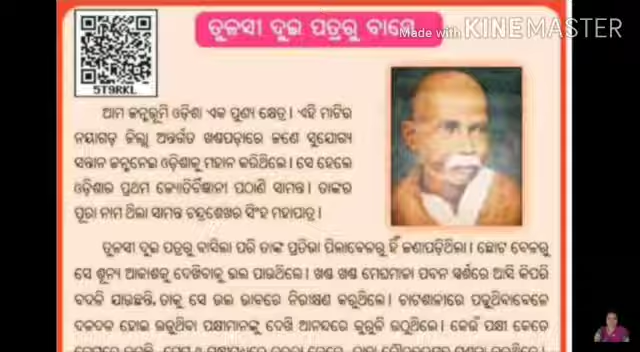 ତୁଳସୀ ଦୁଇ ପତ୍ରରୁ ବାସେ
Made with KINEMASTER
5T9RKL
ଆମ ଜନ୍ମଭୂମି ଓଡ଼ିଶା ଏକ ପୁଣ୍ୟ କ୍ଷେତ୍ର। ଏହି ମାଟିର
ନୟାଗଡ଼ ଜିଲ୍ଲା ଅନ୍ତର୍ଗତ ଖଣ୍ଡପଡ଼ାରେ ଜଣେ ସୁଯୋଗ୍ୟ
ସନ୍ତାନ ଜନ୍ମନେଇ ଓଡ଼ିଶାକୁ ମହାନ କରିଥିଲେ। ସେ ହେଲେ
ଓଡ଼ିଶାର ପ୍ରଥମ ଜ୍ୟୋତିର୍ବିଜ୍ଞାନୀ ପଠାଣି ସାମନ୍ତ। ତାଙ୍କର
ପୂରା ନାମ ଥିଲା ସାମନ୍ତ ଚନ୍ଦ୍ରଶେଖର ସିଂହ ମହାପାତ୍ର।
ତୁଳସୀ ଦୁଇ ପତ୍ରରୁ ବାସିଲା ପରି ତାଙ୍କ ପ୍ରତିଭା ପିଲାବେଳରୁ ହିଁ ଜଣାପଡ଼ିଥିଲା। ଛୋଟ ବେଳରୁ
ସେ ଶୂନ୍ୟ ଆକାଶକୁ ଦେଖିବାକୁ ଭଲ ପାଉଥିଲେ। ଖଣ୍ଡ ଖଣ୍ଡ ମେଘମାଳା ପବନ ସ୍ପର୍ଶରେ ଆସି କିପରି
ବଦଳି ଯାଉଛନ୍ତି, ତାକୁ ସେ ଭଲ ଭାବରେ ନିରୀକ୍ଷଣ କରୁଥିଲେ। ଚାଟଶାଳୀରେ ପଢୁଥିବାବେଳେ
ଦଳଦଳ ହୋଇ ଉଡୁଥିବା ପକ୍ଷୀମାନଙ୍କୁ ଦେଖି ଆନନ୍ଦରେ କୁରୁଳି ଉଠୁଥିଲେ। କେଉଁ ପକ୍ଷୀ କେତେ